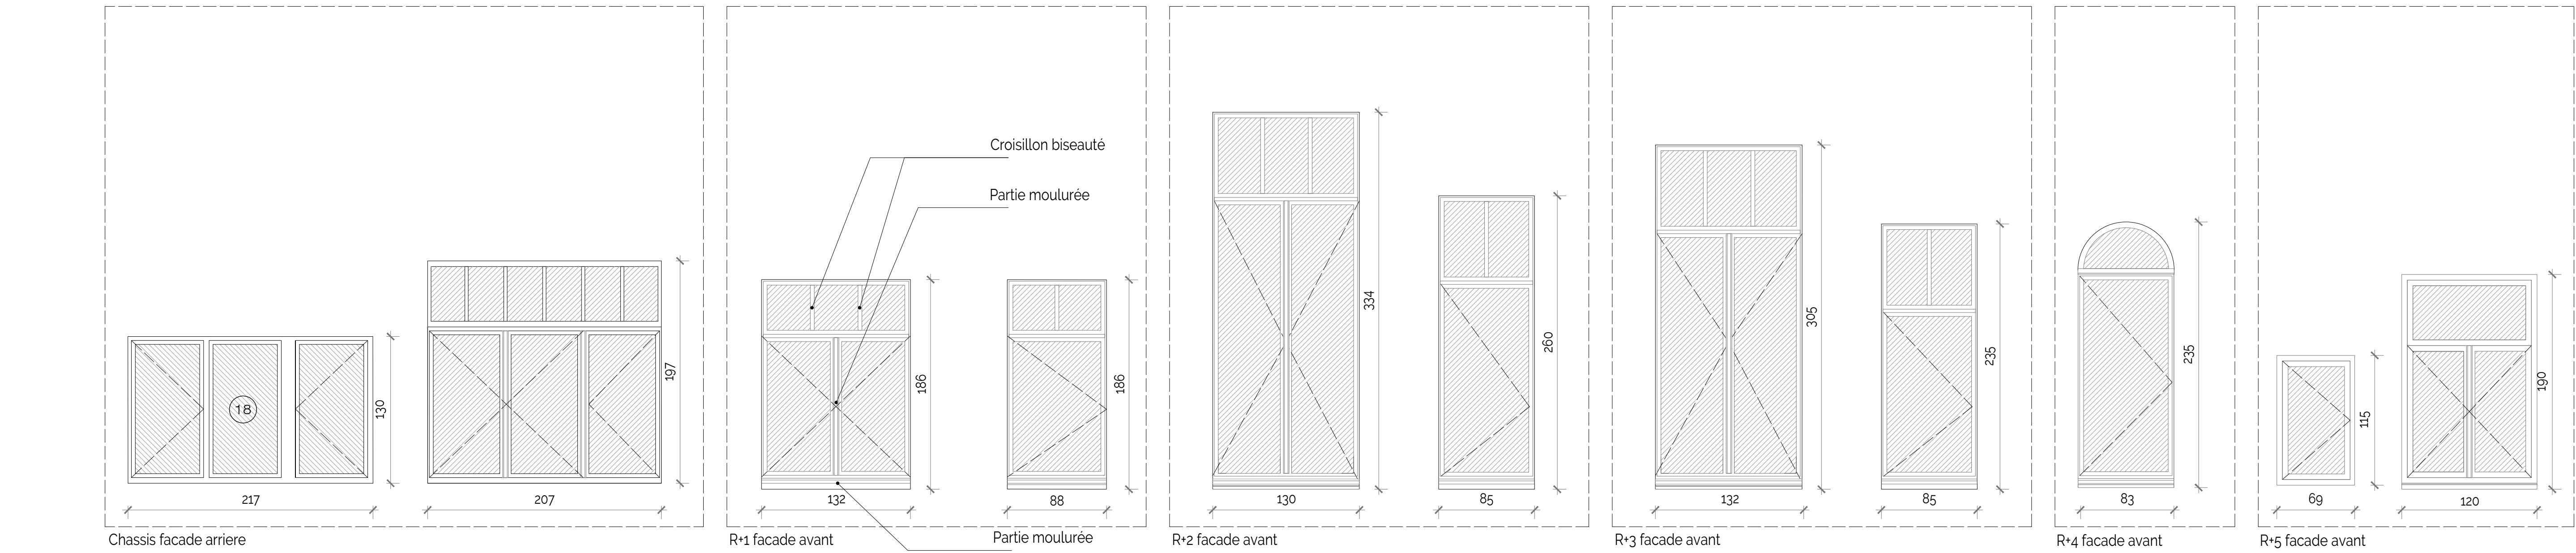 Croisillon biseauté
Partie moulurée
334
305
260
235
235
197
186
186
190
130
115
18
217
207
132
88
130
85
132
85
83
69
120
Partie moulurée
Chassis facade arriere
R+1 facade avant
R+2 facade avant
R+3 facade avant
R+4 facade avant
R+5 facade avant